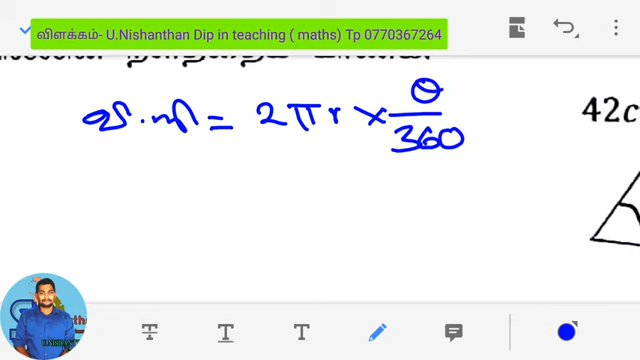 விளக்கம்- U.Nishanthan Dip in teaching ( maths) Tp 0770367264
வி.நீ = 2πr × θ/360
42c